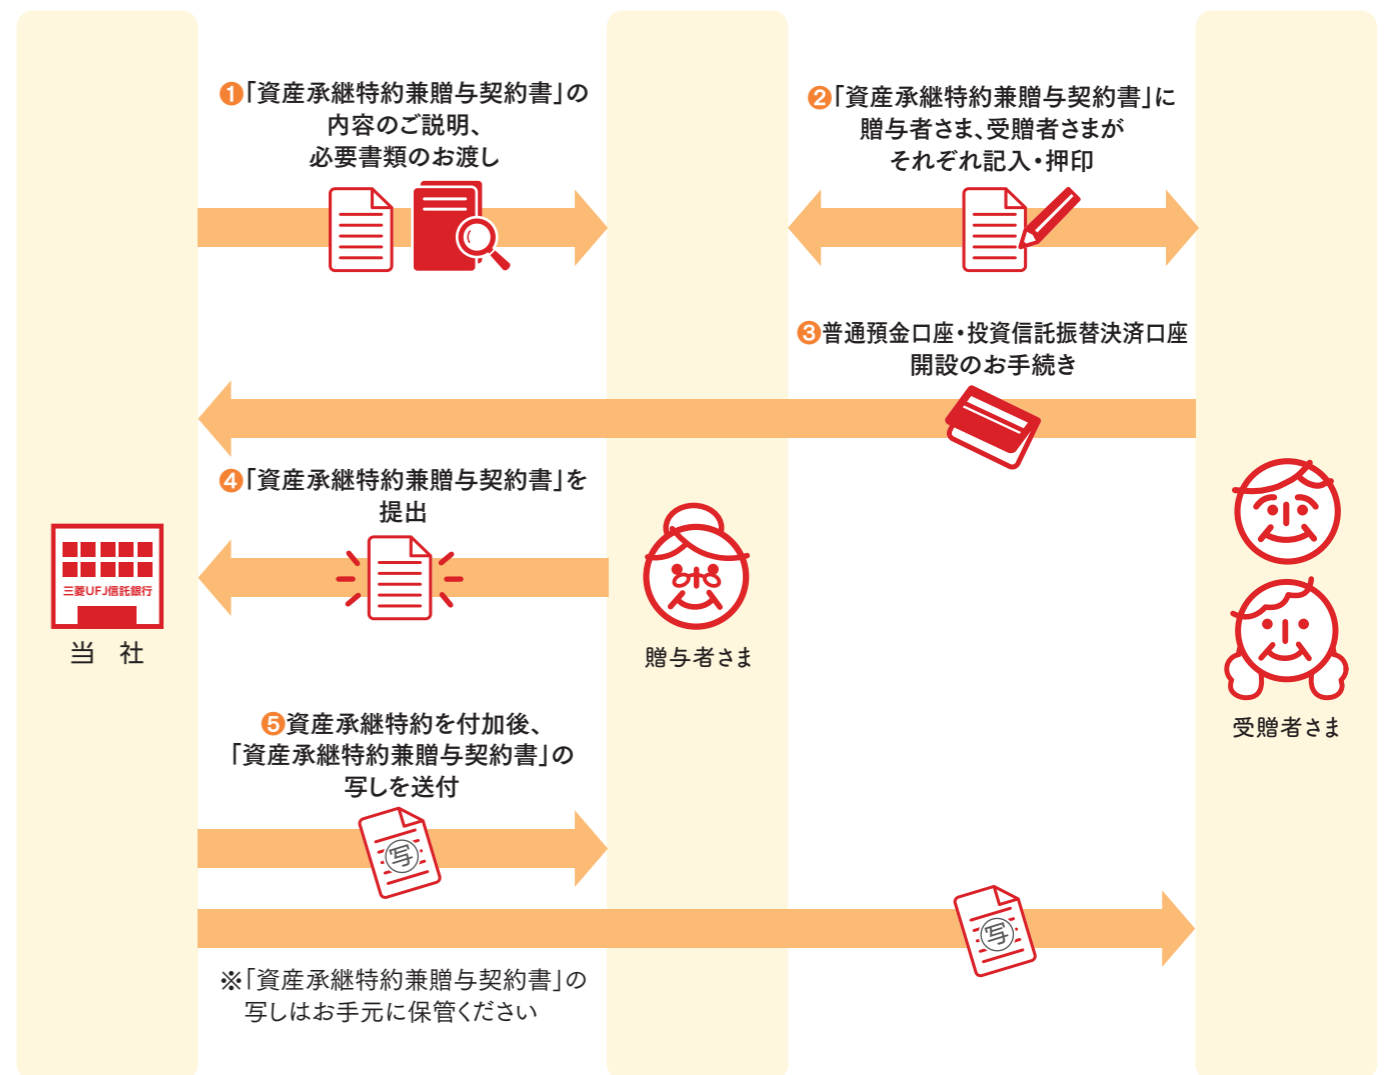 ❶「資産承継特約兼贈与契約書」の
内容のご説明、
必要書類のお渡し
❷「資産承継特約兼贈与契約書」に
贈与者さま、受贈者さまが
それぞれ記入・押印
❸普通預金口座・投資信託振替決済口座
開設のお手続き
❹「資産承継特約兼贈与契約書」を
提出
三菱UFJ信託銀行
当 社
贈与者さま
受贈者さま
❺資産承継特約を付加後、
「資産承継特約兼贈与契約書」の
写しを送付
写
写
※「資産承継特約兼贈与契約書」の
写しはお手元に保管ください